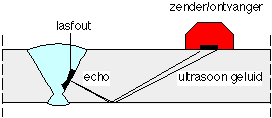 zender/ontvanger
lasfout
echo
ultrasoon geluid